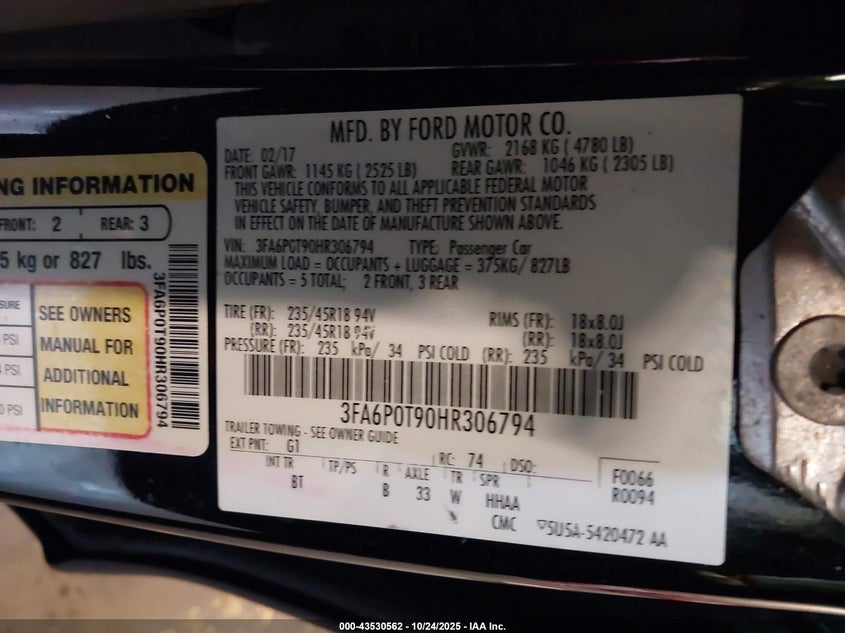 NG INFORMATION
FRONT: 2 REAR: 3
5 kg or 827 lbs.
SURE
PSI
PSI
0 PSI
SEE OWNERS
MANUAL FOR
ADDITIONAL
INFORMATION
3FA6P0T90HR306794
MFD. BY FORD MOTOR CO.
DATE: 02/17 GVWR: 2168 KG ( 4780 LB)
FRONT GAWR: 1145 KG ( 2525 LB) REAR GAWR: 1046 KG ( 2305 LB)
THIS VEHICLE CONFORMS TO ALL APPLICABLE FEDERAL MOTOR
VEHICLE SAFETY, BUMPER, AND THEFT PREVENTION STANDARDS
IN EFFECT ON THE DATE OF MANUFACTURE SHOWN ABOVE.
VIN: 3FA6P0T90HR306794 TYPE: Passenger Car
MAXIMUM LOAD = OCCUPANTS + LUGGAGE = 375KG/ 827LB
OCCUPANTS = 5 TOTAL; 2 FRONT, 3 REAR
TIRE (FR): 235/45R18 94V RIMS (FR): 18x8.0J
(RR): 235/45R18 94V (RR): 18x8.0J
PRESSURE (FR): 235 kPa/ 34 PSI COLD (RR): 235 kPa/ 34 PSI COLD
3FA6P0T90HR306794
TRAILER TOWING - SEE OWNER GUIDE
EXT PNT: G1 RC: 74 DSO: F0066
R0094
INT TR TP/PS R AXLE TR SPR
BT B 33 W HHAA
CMC 5U5A-5420472 AA
000-43530562 • 10/24/2025 • IAA Inc.